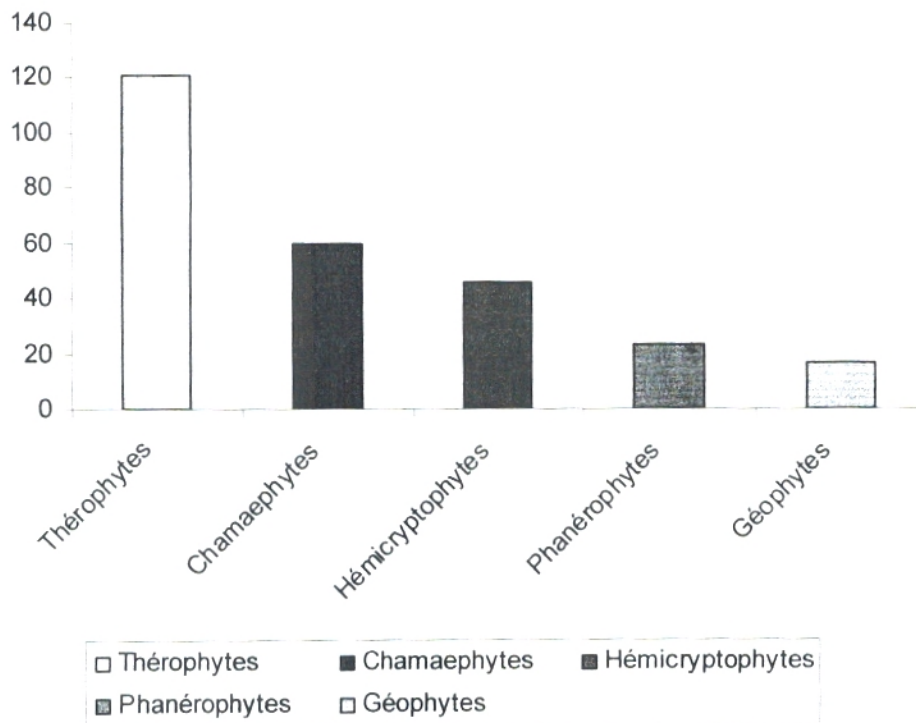 140
120
100
80
60
40
20
0
Thérophytes
Chamaephytes
Hémicryptophytes
Phanérophytes
Géophytes
Thérophytes Chamaephytes Hémicryptophytes
Phanérophytes Géophytes